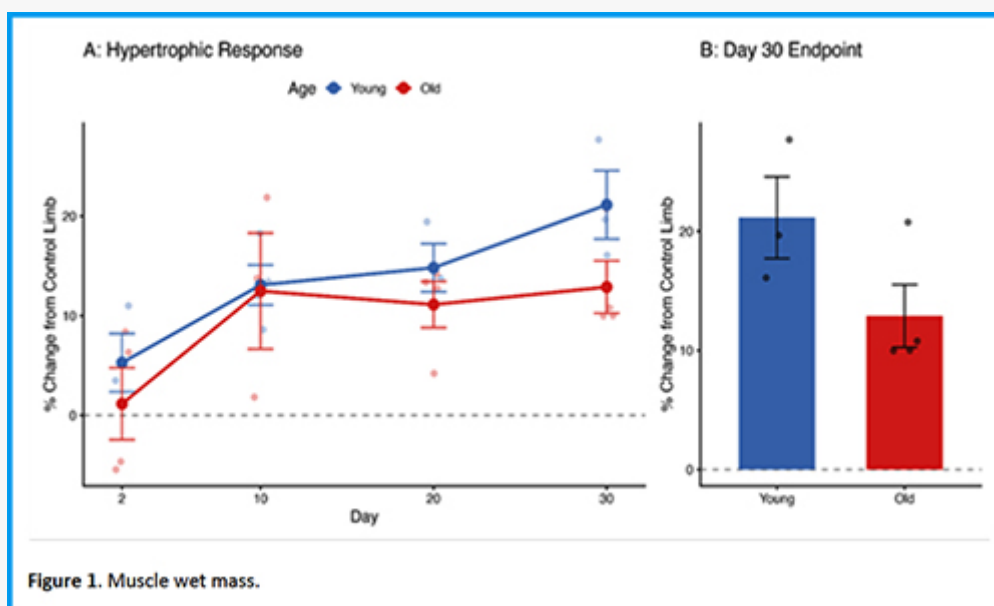 A: Hypertrophic Response
Age Young Old
% Change from Control Limb
20
10
0
2 10 20 30
Day
B: Day 30 Endpoint
% Change from Control Limb
20
10
0
Young Old
Figure 1. Muscle wet mass.